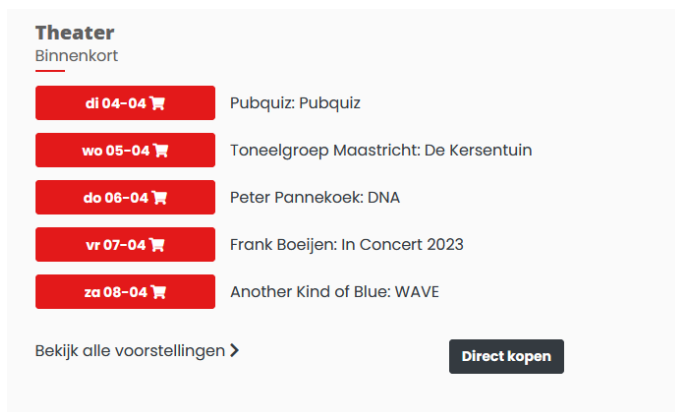 Theater
Binnenkort
di 04-04 Pubquiz: Pubquiz
wo 05-04 Toneelgroep Maastricht: De Kersentuin
do 06-04 Peter Pannekoek: DNA
vr 07-04 Frank Boeijen: In Concert 2023
za 08-04 Another Kind of Blue: WAVE
Bekijk alle voorstellingen Direct kopen